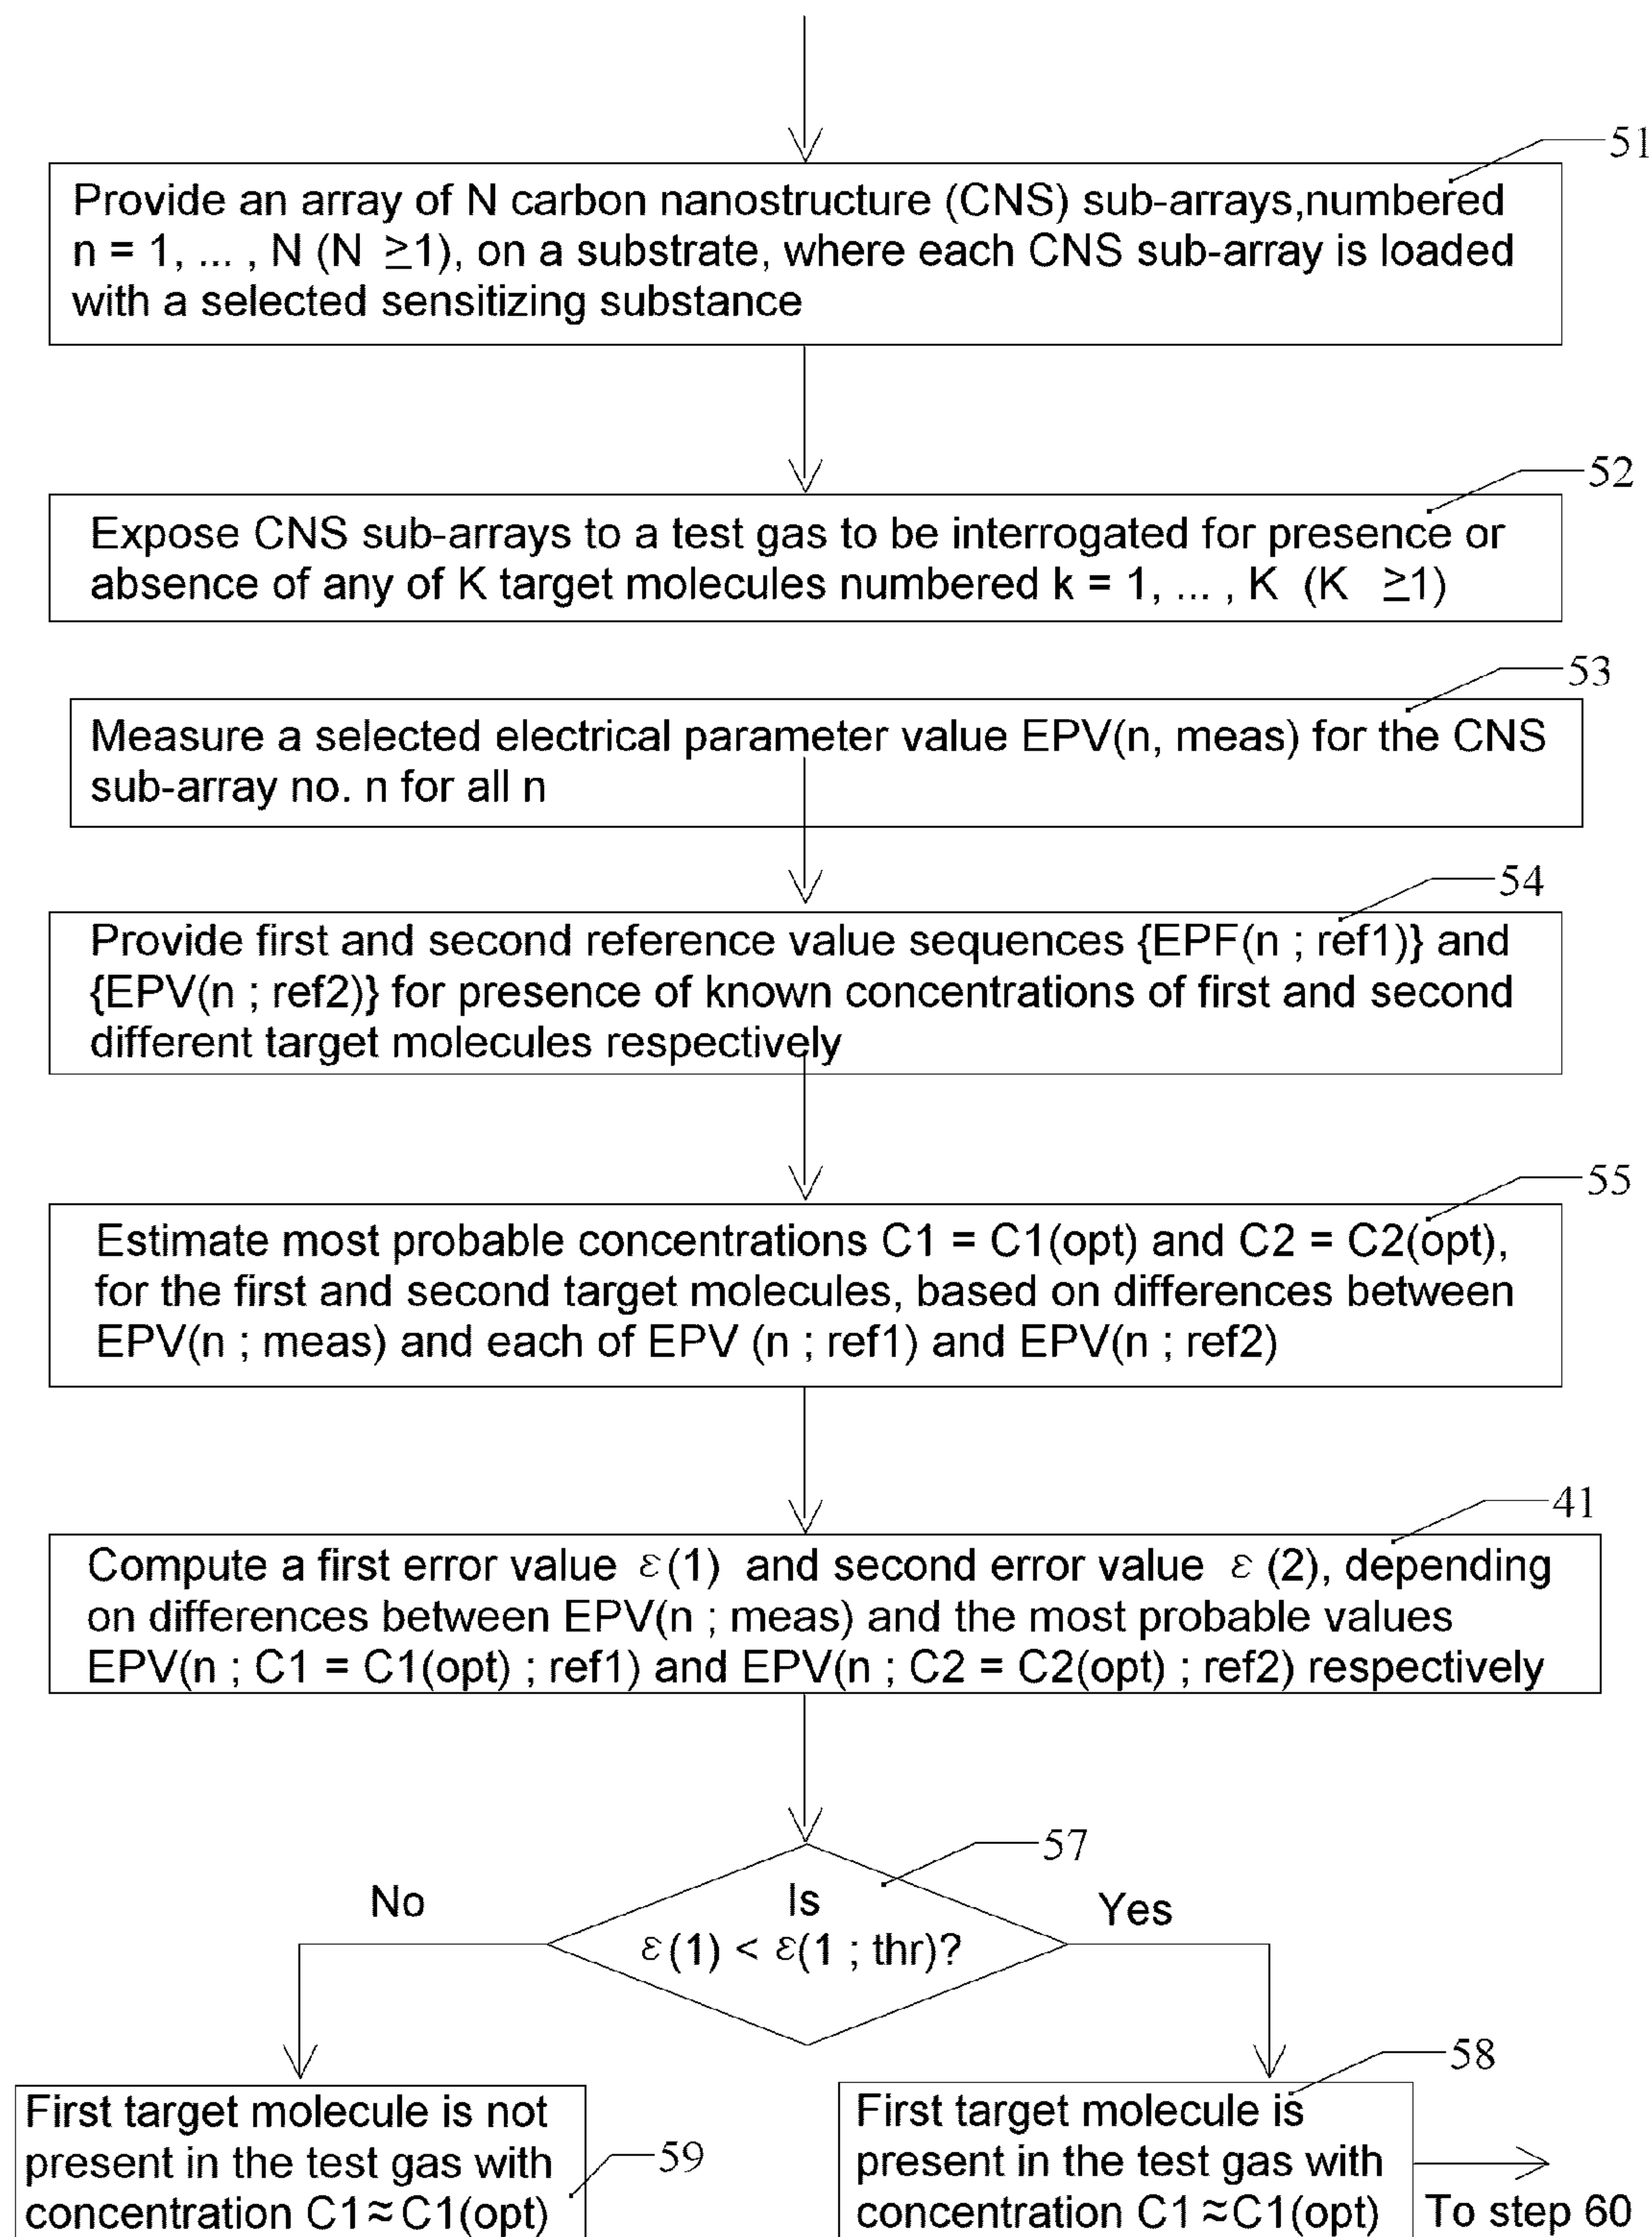 51
Provide an array of N carbon nanostructure (CNS) sub-arrays,numbered
n = 1, ... , N (N ≥1), on a substrate, where each CNS sub-array is loaded
with a selected sensitizing substance
52
Expose CNS sub-arrays to a test gas to be interrogated for presence or
absence of any of K target molecules numbered k = 1, ... , K (K ≥1)
53
Measure a selected electrical parameter value EPV(n, meas) for the CNS
sub-array no. n for all n
54
Provide first and second reference value sequences {EPF(n ; ref1)} and
{EPV(n ; ref2)} for presence of known concentrations of first and second
different target molecules respectively
55
Estimate most probable concentrations C1 = C1(opt) and C2 = C2(opt),
for the first and second target molecules, based on differences between
EPV(n ; meas) and each of EPV (n ; ref1) and EPV(n ; ref2)
41
Compute a first error value ε(1) and second error value ε (2), depending
on differences between EPV(n ; meas) and the most probable values
EPV(n ; C1 = C1(opt) ; ref1) and EPV(n ; C2 = C2(opt) ; ref2) respectively
57
No
Is
ε(1) < ε(1 ; thr)?
Yes
59
First target molecule is not
present in the test gas with
concentration C1≈C1(opt)
58
First target molecule is
present in the test gas with
concentration C1≈C1(opt)
To step 60